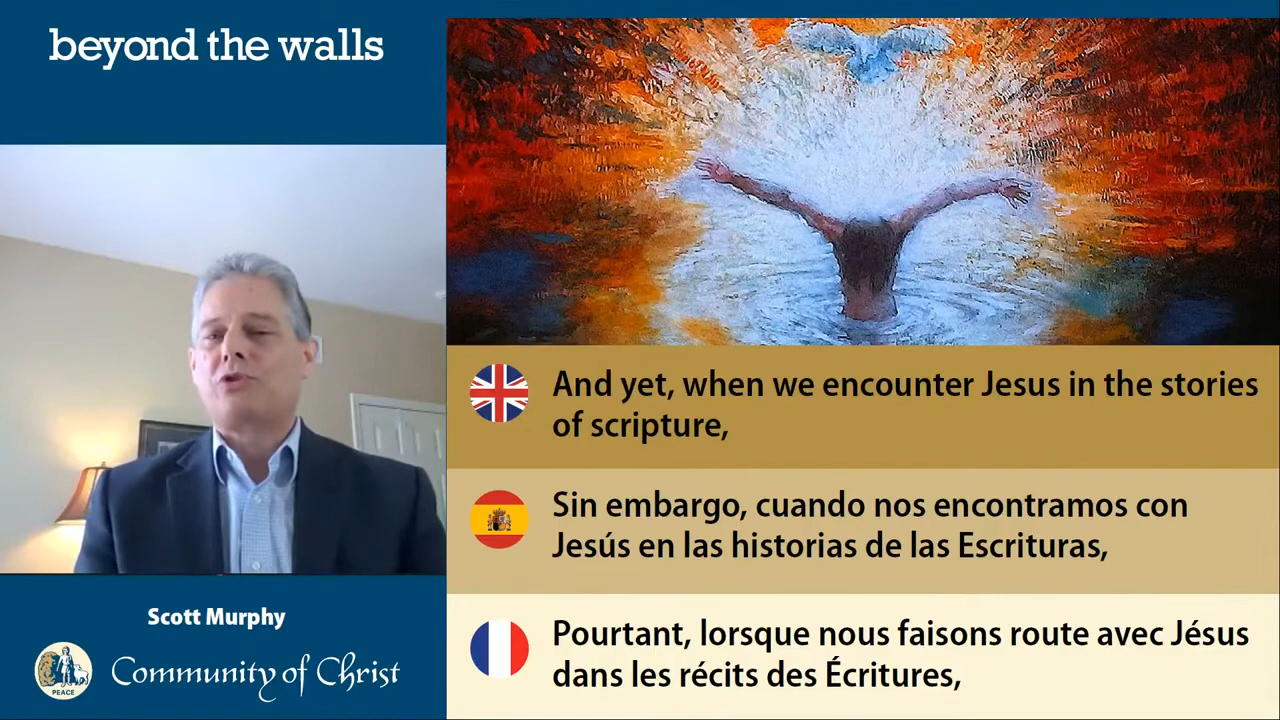 beyond the walls
And yet, when we encounter Jesus in the stories
of scripture,
Sin embargo, cuando nos encontramos con
Jesús en las historias de las Escrituras,
Pourtant, lorsque nous faisons route avec Jésus
dans les récits des Écritures,
Scott Murphy
PEACE
Community of Christ